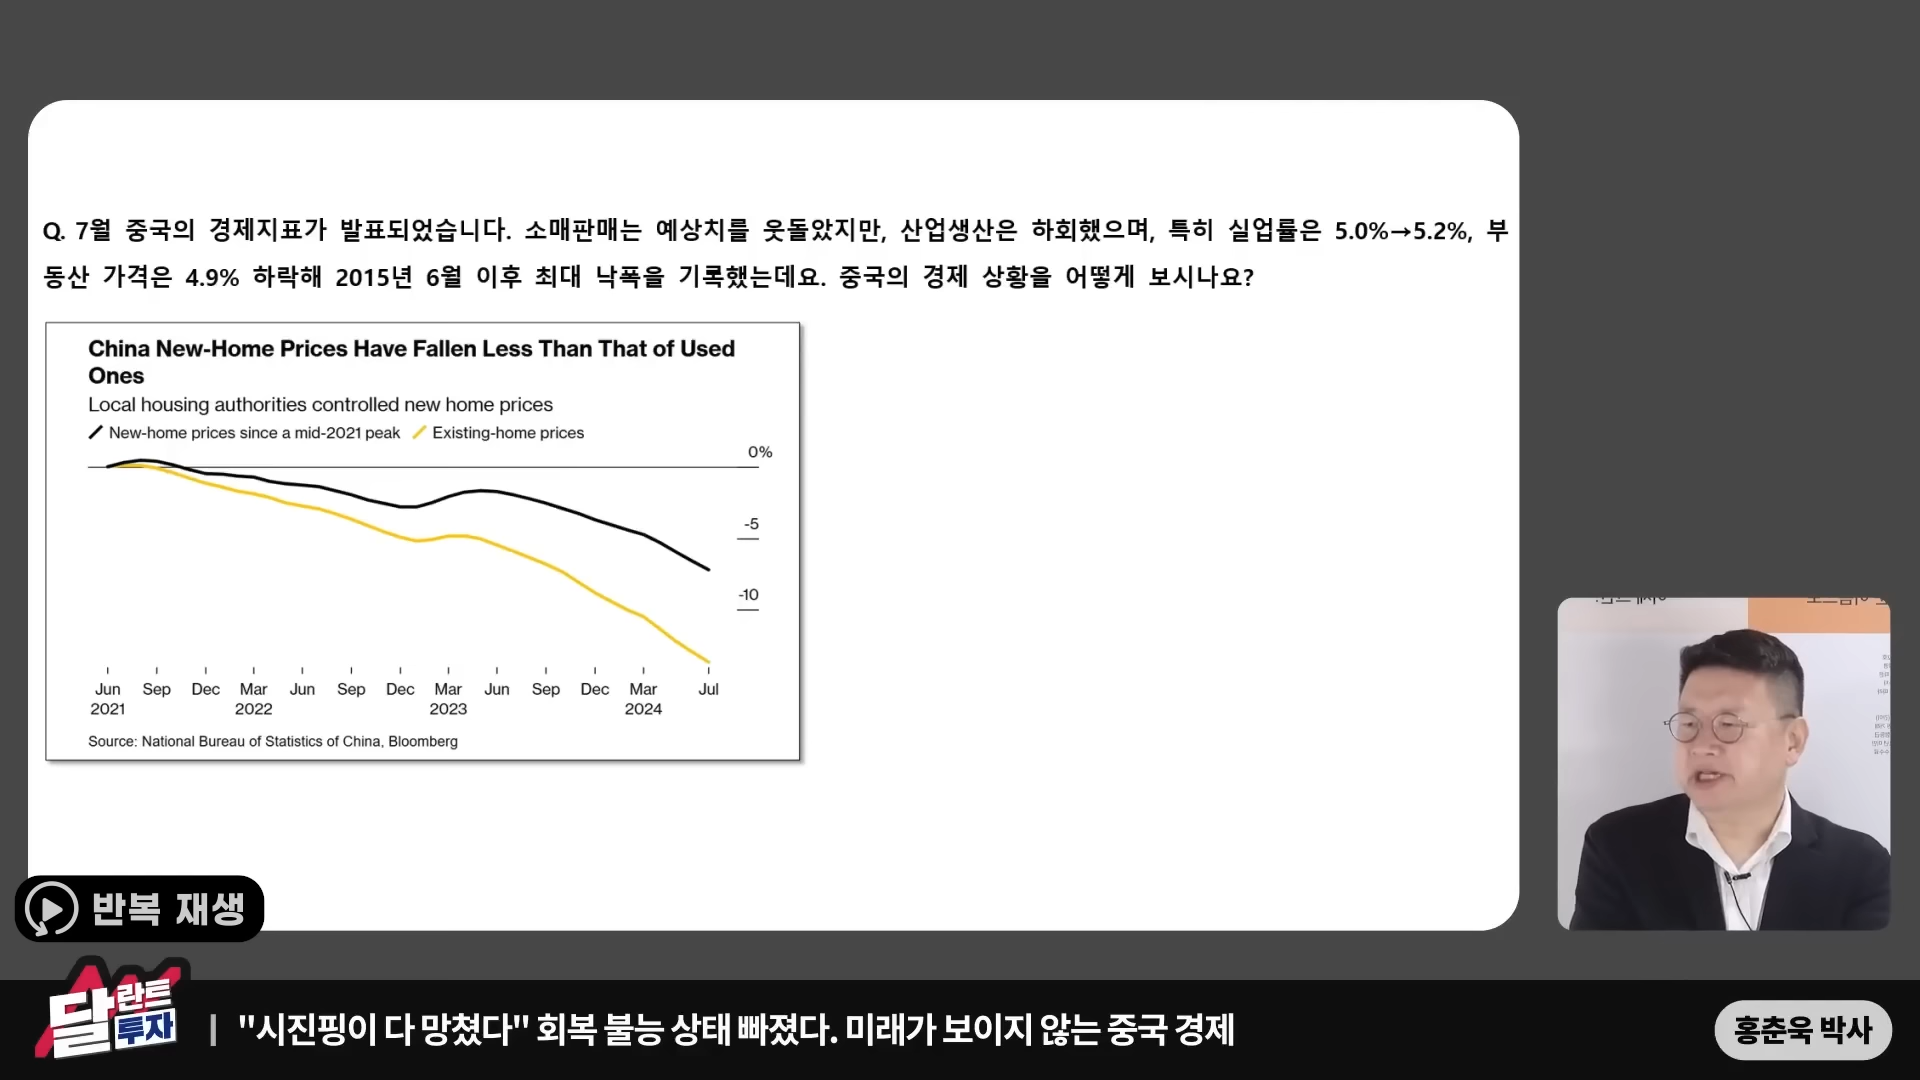 Q. 7월 중국의 경제지표가 발표되었습니다. 소매판매는 예상치를 웃돌았지만, 산업생산은 하회했으며, 특히 실업률은 5.0%→5.2%, 부
동산 가격은 4.9% 하락해 2015년 6월 이후 최대 낙폭을 기록했는데요. 중국의 경제 상황을 어떻게 보시나요?
China New-Home Prices Have Fallen Less Than That of Used
Ones
Local housing authorities controlled new home prices
New-home prices since a mid-2021 peak Existing-home prices
0%
-5
-10
Jun Sep Dec Mar Jun Sep Dec Mar Jun Sep Dec Mar Jul
2021 2022 2023 2024
Source: National Bureau of Statistics of China, Bloomberg
반복 재생
달란트
투자
"시진핑이 다 망쳤다" 회복 불능 상태 빠졌다. 미래가 보이지 않는 중국 경제
홍춘욱 박사